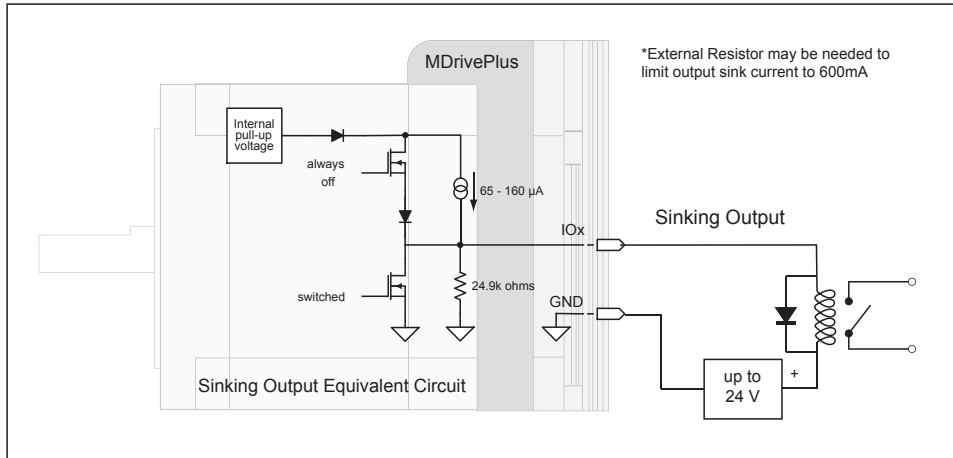 MDrivePlus
*External Resistor may be needed to
limit output sink current to 600mA
Internal
pull-up
voltage
always
off
65 - 160 µA
Sinking Output
IOx
switched
24.9k ohms
GND
Sinking Output Equivalent Circuit
up to
24 V
+